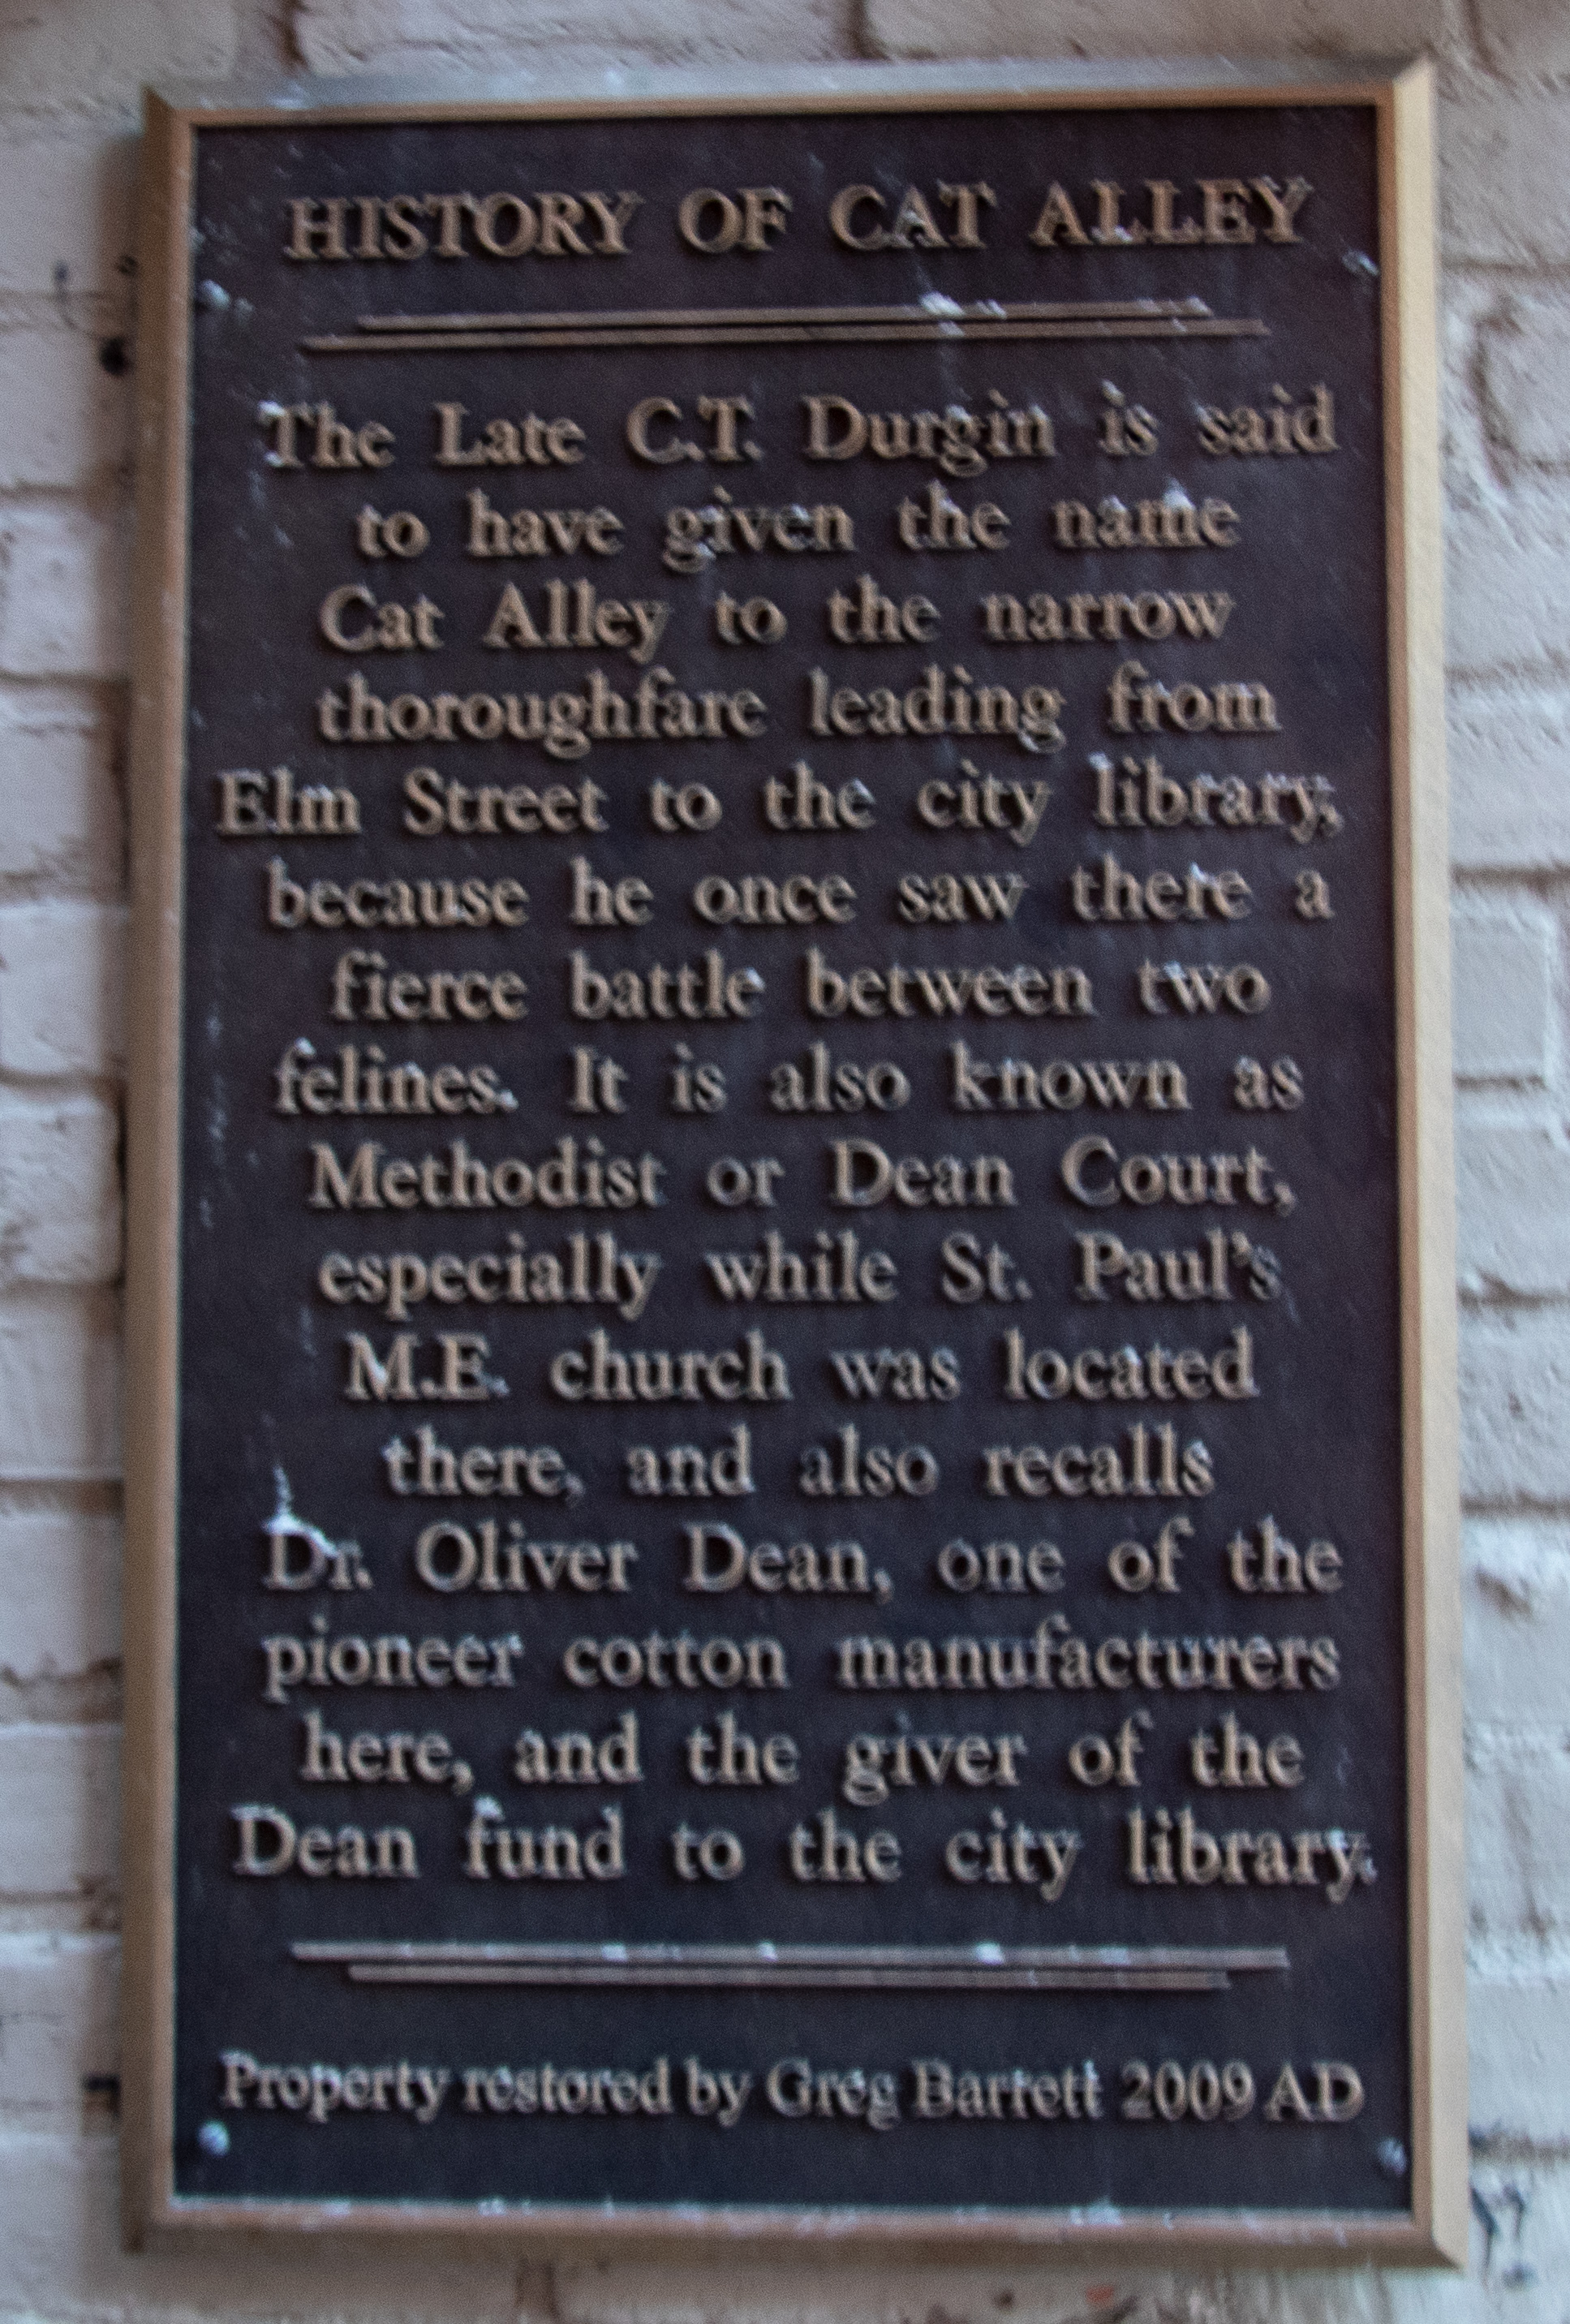 HISTORY OF CAT ALLEY
The Late C.T. Durgin is said
to have given the name
Cat Alley to the narrow
thoroughfare leading from
Elm Street to the city library,
because he once saw there a
fierce battle between two
felines. It is also known as
Methodist or Dean Court,
especially while St. Paul's
M.E. church was located
there, and also recalls
Dr. Oliver Dean, one of the
pioneer cotton manufacturers
here, and the giver of the
Dean fund to the city library.
Property restored by Greg Barrett 2009 AD